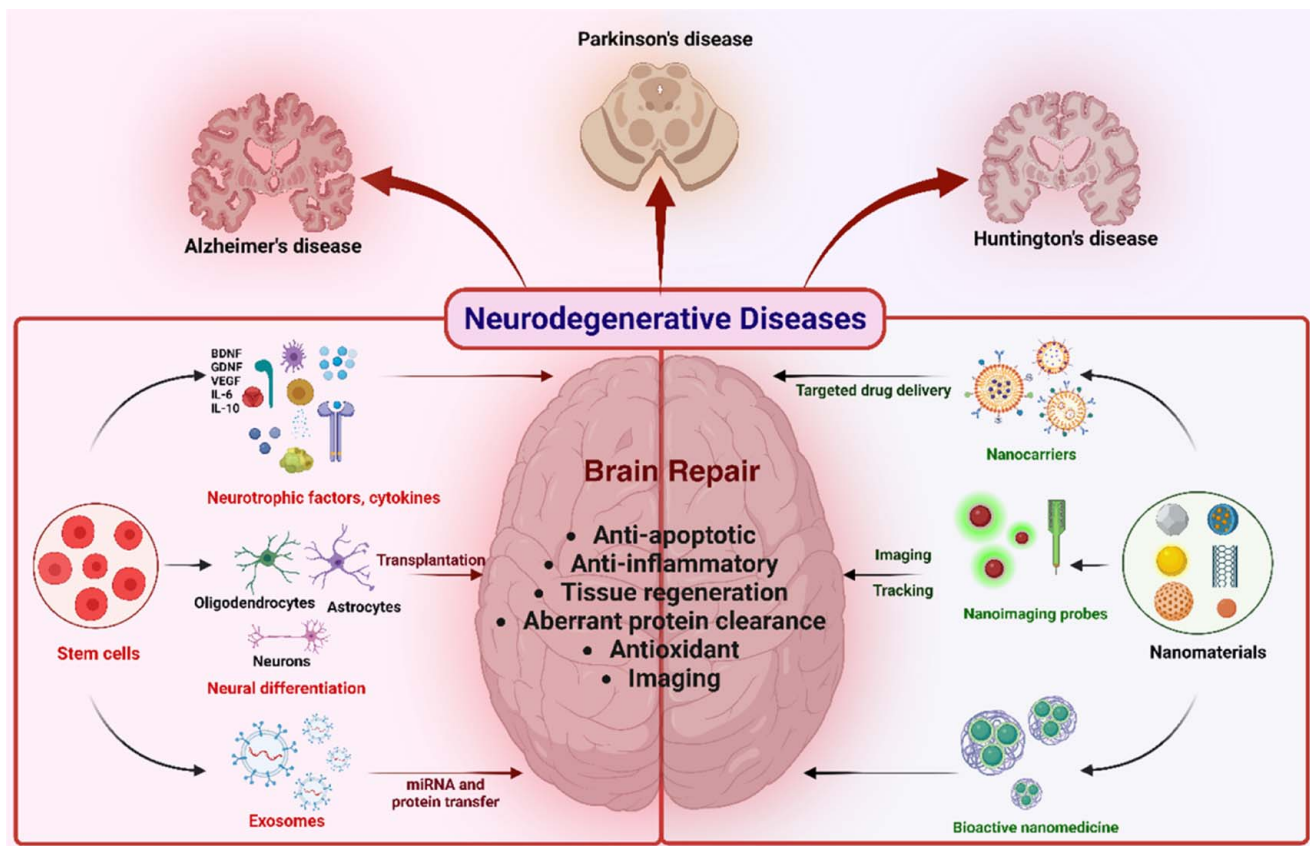 Parkinson's disease
Alzheimer's disease
Huntington's disease
Neurodegenerative Diseases
BDNF
GDNF
VEGF
IL-6
IL-10
Neurotrophic factors, cytokines
Stem cells
Oligodendrocytes
Astrocytes
Neurons
Neural differentiation
Transplantation
Exosomes
miRNA and
protein transfer
Brain Repair
• Anti-apoptotic
• Anti-inflammatory
• Tissue regeneration
• Aberrant protein clearance
• Antioxidant
• Imaging
Targeted drug delivery
Nanocarriers
Imaging
Tracking
Nanoimaging probes
Nanomaterials
Bioactive nanomedicine